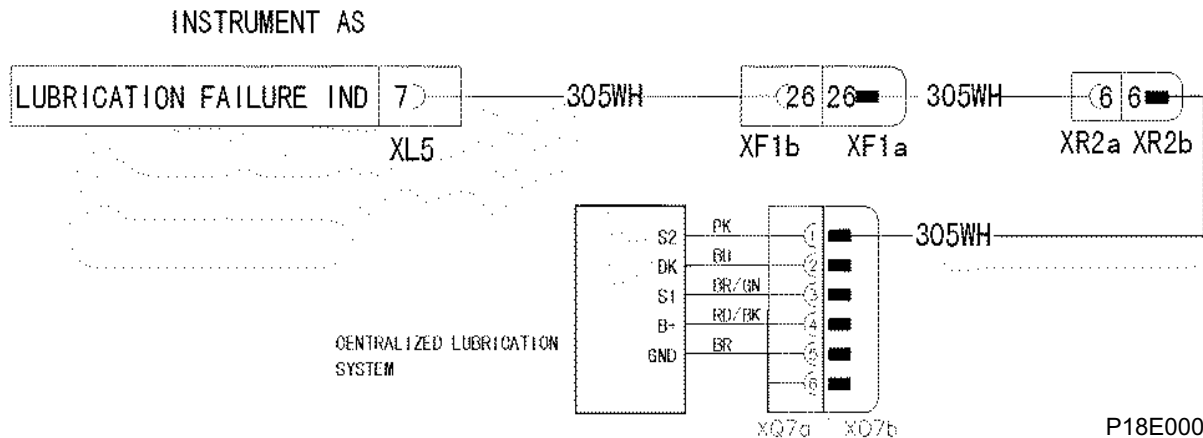 INSTRUMENT AS
LUBRICATION FAILURE IND 7 305WH 26 26 305WH 6 6
XL5 XF1b XF1a XR2a XR2b
S2 PK 1 305WH
DK BU 2
S1 BR/GN 3
B+ RD/BK 4
GND BR 5
6
CENTRALIZED LUBRICATION
SYSTEM
XQ7a XQ7b
P18E000